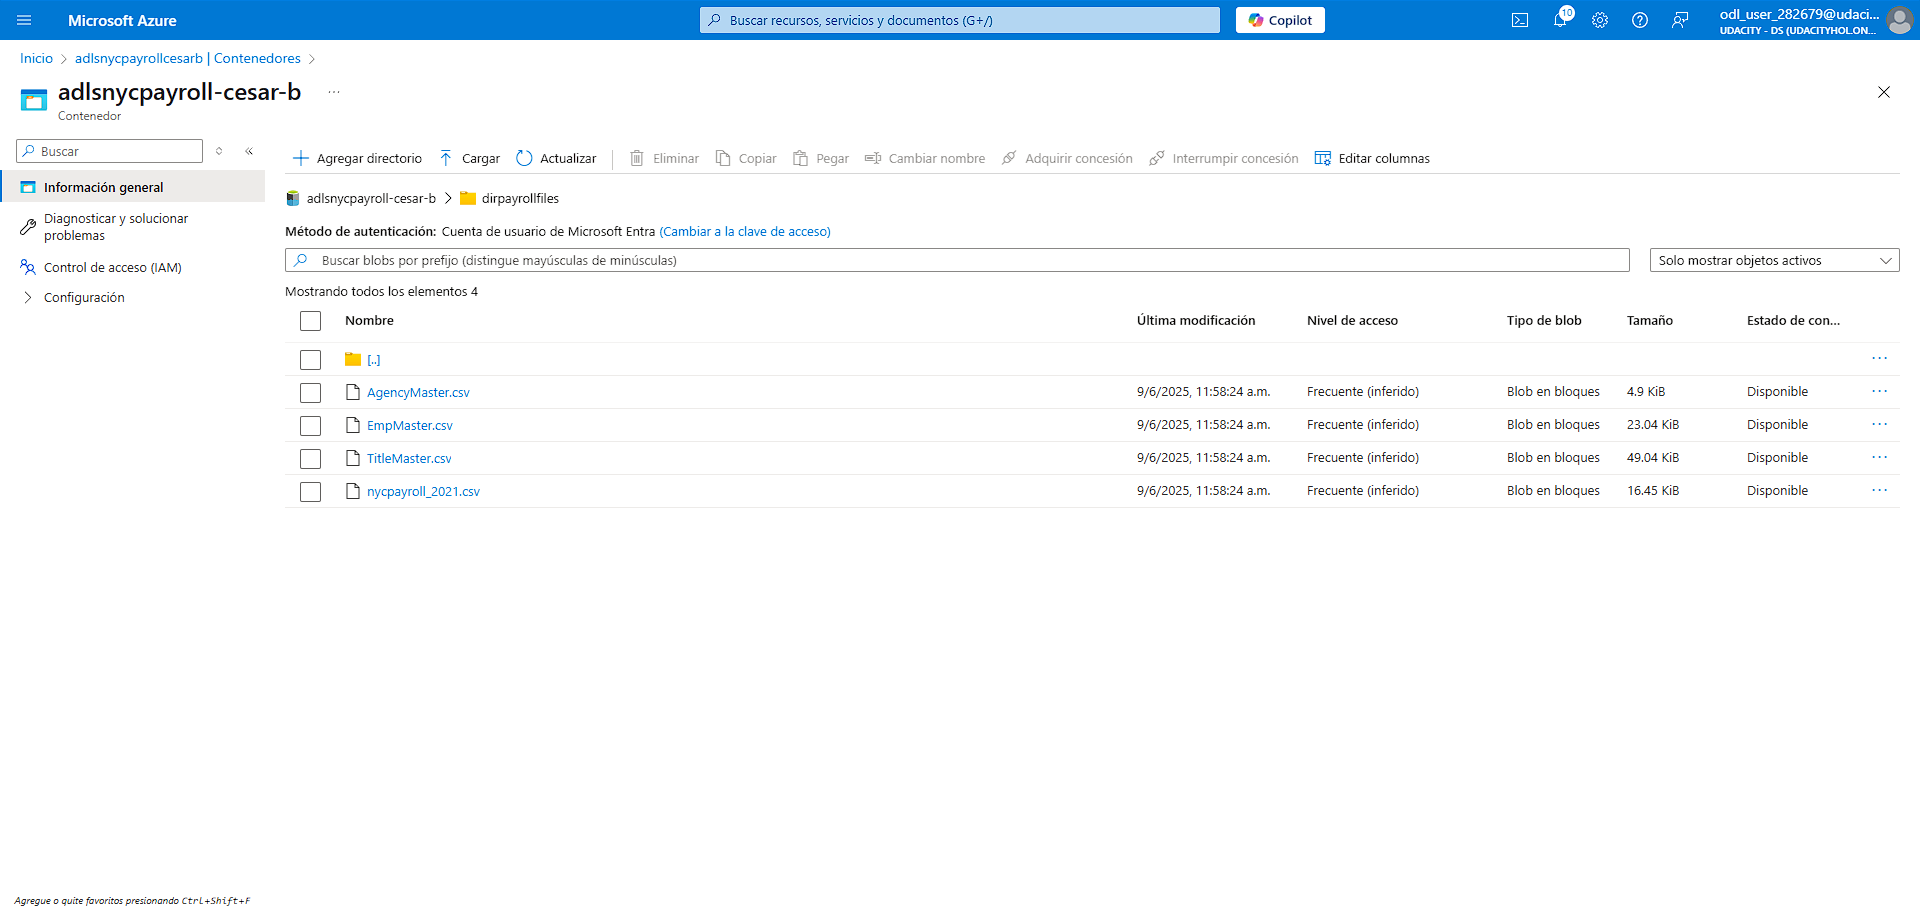 Microsoft Azure
Buscar recursos, servicios y documentos (G+/)
Copilot
10
odl_user_282679@udaci...
UDACITY - DS (UDACITYHOL.ON...
Inicio
adlsnycpayrollcesarb | Contenedores
adlsnycpayroll-cesar-b
...
Contenedor
Buscar
Información general
Diagnosticar y solucionar
problemas
Control de acceso (IAM)
Configuración
Agregar directorio
Cargar
Actualizar
Eliminar
Copiar
Pegar
Cambiar nombre
Adquirir concesión
Interrumpir concesión
Editar columnas
adlsnycpayroll-cesar-b > dirpayrollfiles
Método de autenticación: Cuenta de usuario de Microsoft Entra (Cambiar a la clave de acceso)
Buscar blobs por prefijo (distingue mayúsculas de minúsculas)
Solo mostrar objetos activos
Mostrando todos los elementos 4
Nombre Última modificación Nivel de acceso Tipo de blob Tamaño Estado de con...
[..] ...
AgencyMaster.csv 9/6/2025, 11:58:24 a.m. Frecuente (inferido) Blob en bloques 4.9 KiB Disponible ...
EmpMaster.csv 9/6/2025, 11:58:24 a.m. Frecuente (inferido) Blob en bloques 23.04 KiB Disponible ...
TitleMaster.csv 9/6/2025, 11:58:24 a.m. Frecuente (inferido) Blob en bloques 49.04 KiB Disponible ...
nycpayroll_2021.csv 9/6/2025, 11:58:24 a.m. Frecuente (inferido) Blob en bloques 16.45 KiB Disponible ...
Agregue o quite favoritos presionando Ctrl+Shift+F